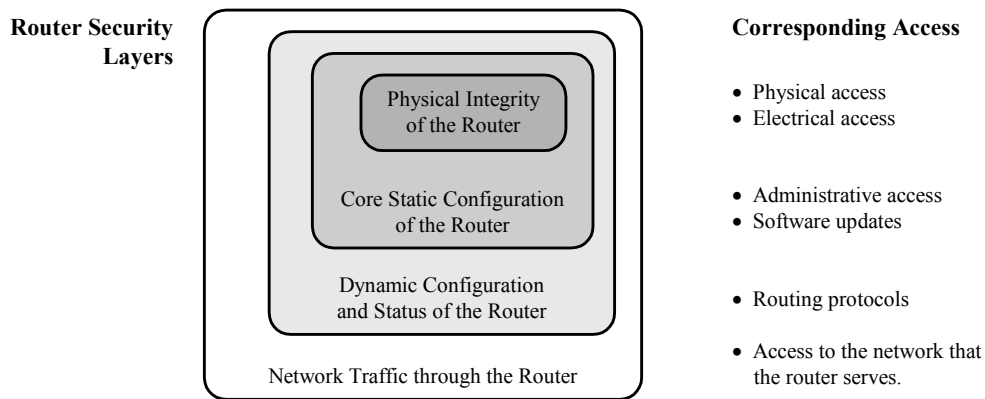 Router Security
Layers
Physical Integrity
of the Router
Core Static Configuration
of the Router
Dynamic Configuration
and Status of the Router
Network Traffic through the Router
Corresponding Access
• Physical access
• Electrical access
• Administrative access
• Software updates
• Routing protocols
• Access to the network that
the router serves.